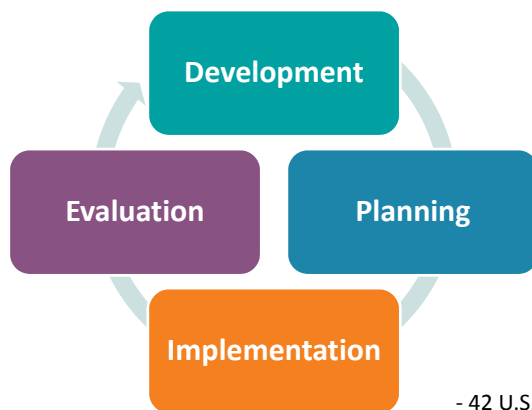 Development
Evaluation
Planning
Implementation
- 42 U.S